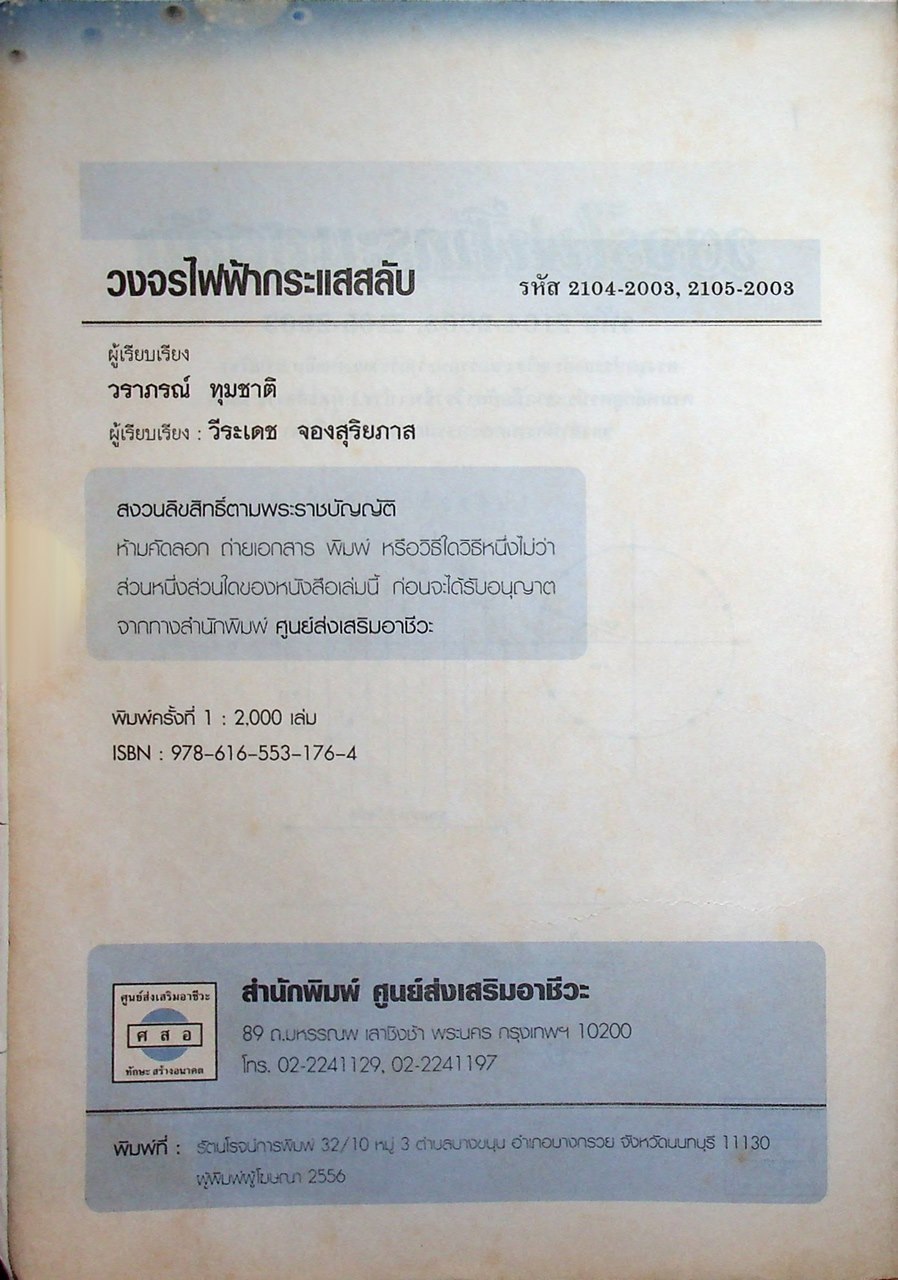 วงจรไฟฟ้ากระแสสลับ รหัส 2104-2003, 2105-2003
ผู้เรียบเรียง
วราภรณ์ ทุมชาติ
ผู้เรียบเรียง : วีระเดช จองสุริยภาส
สงวนลิขสิทธิ์ตามพระราชบัญญัติ
ห้ามคัดลอก ถ่ายเอกสาร พิมพ์ หรือวิธีใดวิธีหนึ่งไม่ว่า
ส่วนหนึ่งส่วนใดของหนังสือเล่มนี้ ก่อนจะได้รับอนุญาต
จากทางสำนักพิมพ์ ศูนย์ส่งเสริมอาชีวะ
พิมพ์ครั้งที่ 1 : 2,000 เล่ม
ISBN : 978-616-553-176-4
ศูนย์ส่งเสริมอาชีวะ
ศ ส อ
ทักษะ สร้างอนาคต
สำนักพิมพ์ ศูนย์ส่งเสริมอาชีวะ
89 ถ.มหรรณพ เสาชิงช้า พระนคร กรุงเทพฯ 10200
โทร. 02-2241129, 02-2241197
พิมพ์ที่ : รัตนโรจน์การพิมพ์ 32/10 หมู่ 3 ตำบลบางขนุน อำเภอบางกรวย จังหวัดนนทบุรี 11130
ผู้พิมพ์ผู้โฆษณา 2556